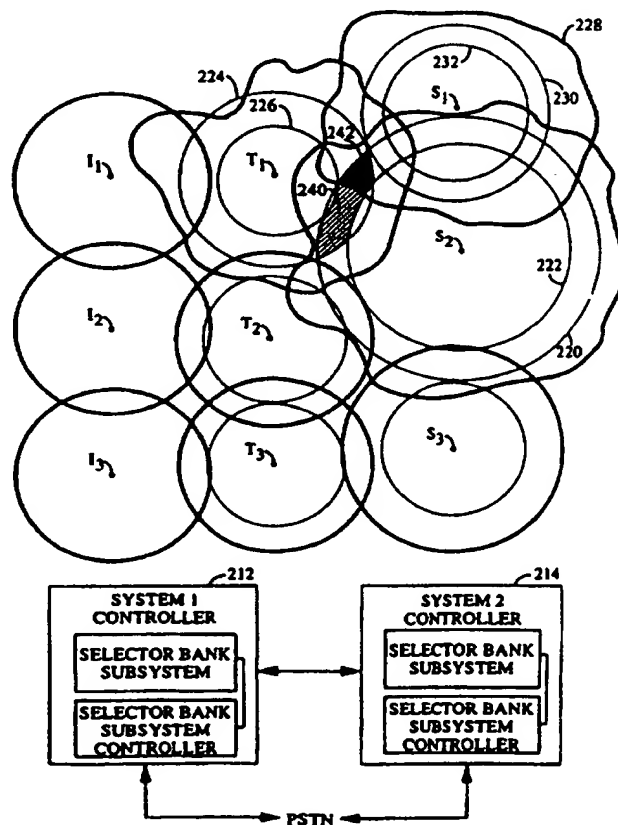 228
224
232
226
S1
230
242
I1
T1
240
S2
222
I2
T2
220
I3
T3
S3
212
214
SYSTEM 1
CONTROLLER
SELECTOR BANK
SUBSYSTEM
SELECTOR BANK
SUBSYSTEM
CONTROLLER
SYSTEM 2
CONTROLLER
SELECTOR BANK
SUBSYSTEM
SELECTOR BANK
SUBSYSTEM
CONTROLLER
PSTN